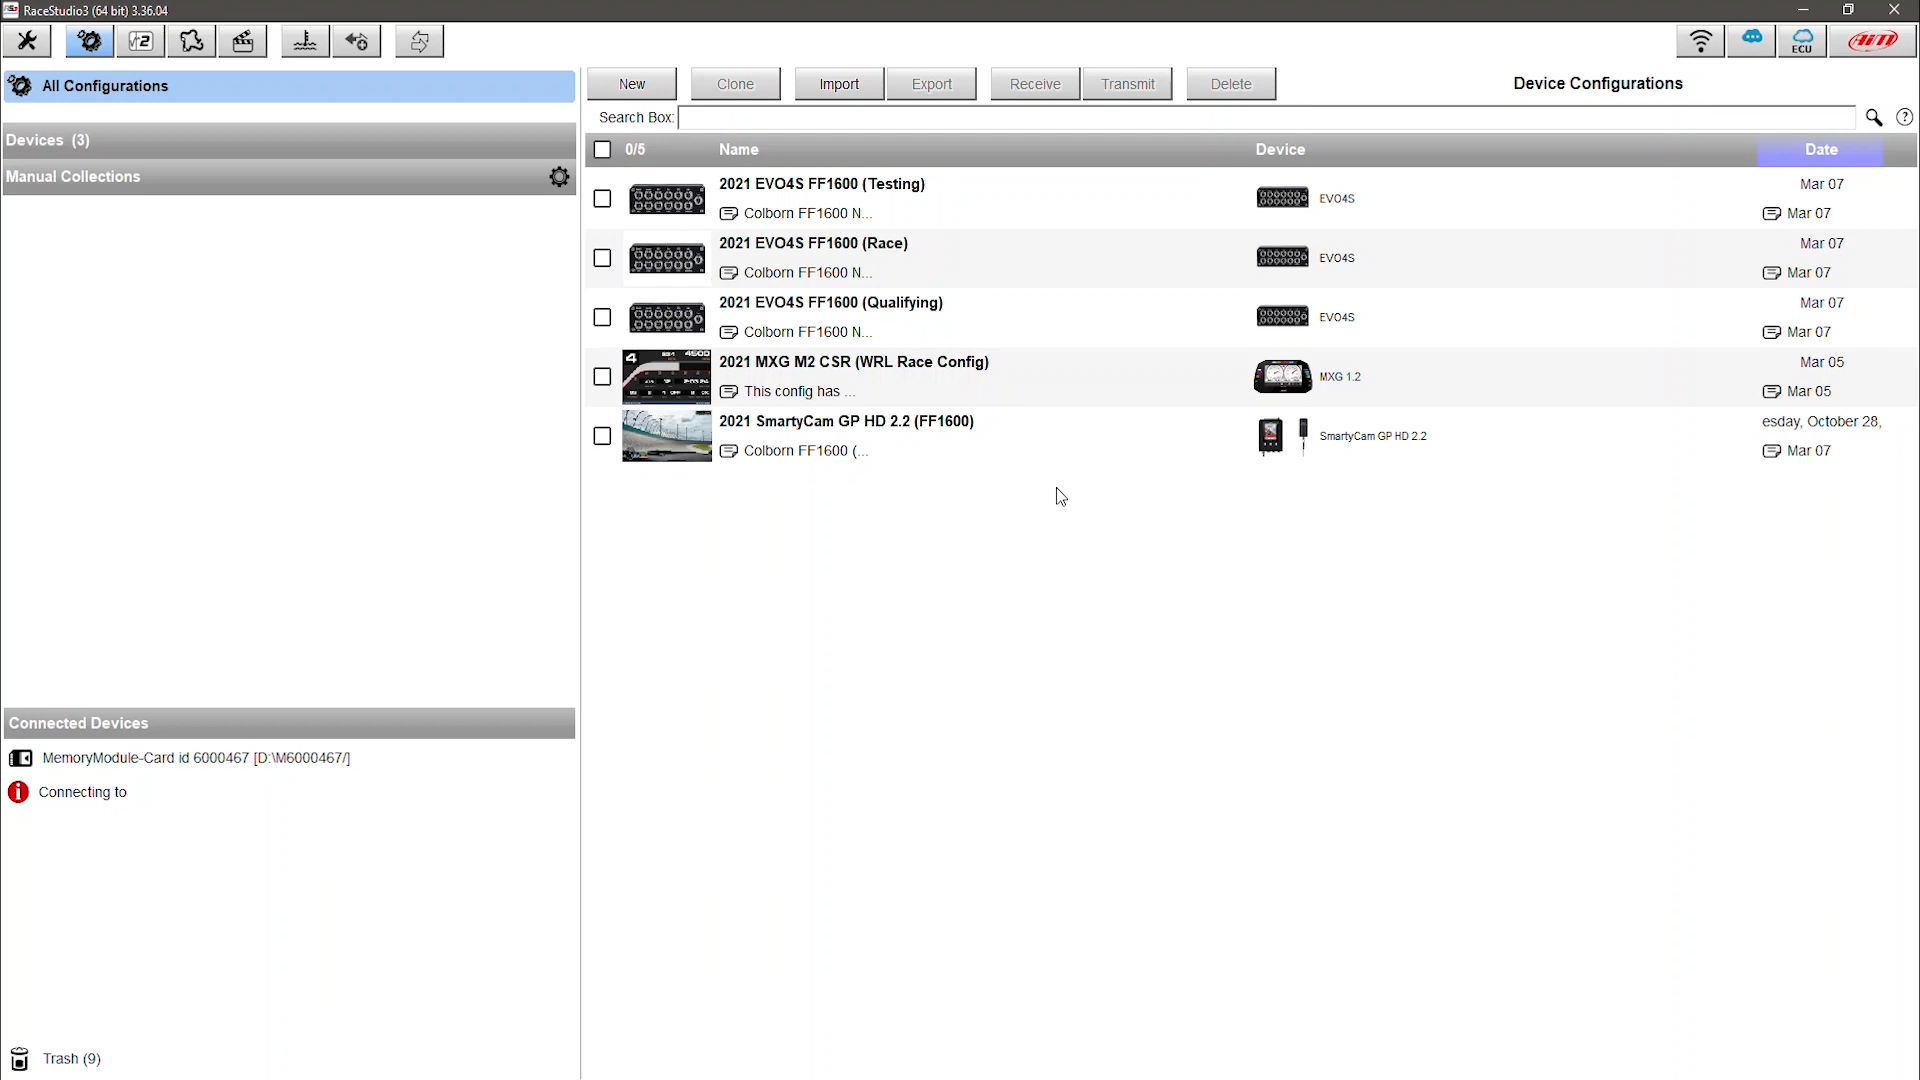 RaceStudio3 (64 bit) 3.36.04
ECU
AiM
All Configurations
Devices (3)
Manual Collections
New Clone Import Export Receive Transmit Delete Device Configurations
Search Box:
0/5 Name Device Date
2021 EVO4S FF1600 (Testing) EVO4S Mar 07
Colborn FF1600 N... Mar 07
2021 EVO4S FF1600 (Race) EVO4S Mar 07
Colborn FF1600 N... Mar 07
2021 EVO4S FF1600 (Qualifying) EVO4S Mar 07
Colborn FF1600 N... Mar 07
4 4500
2021 MXG M2 CSR (WRL Race Config) MXG 1.2 Mar 05
This config has ... Mar 05
2021 SmartyCam GP HD 2.2 (FF1600) SmartyCam GP HD 2.2 esday, October 28,
Colborn FF1600 (... Mar 07
Connected Devices
MemoryModule-Card id 6000467 [D:\M6000467/]
Connecting to
Trash (9)